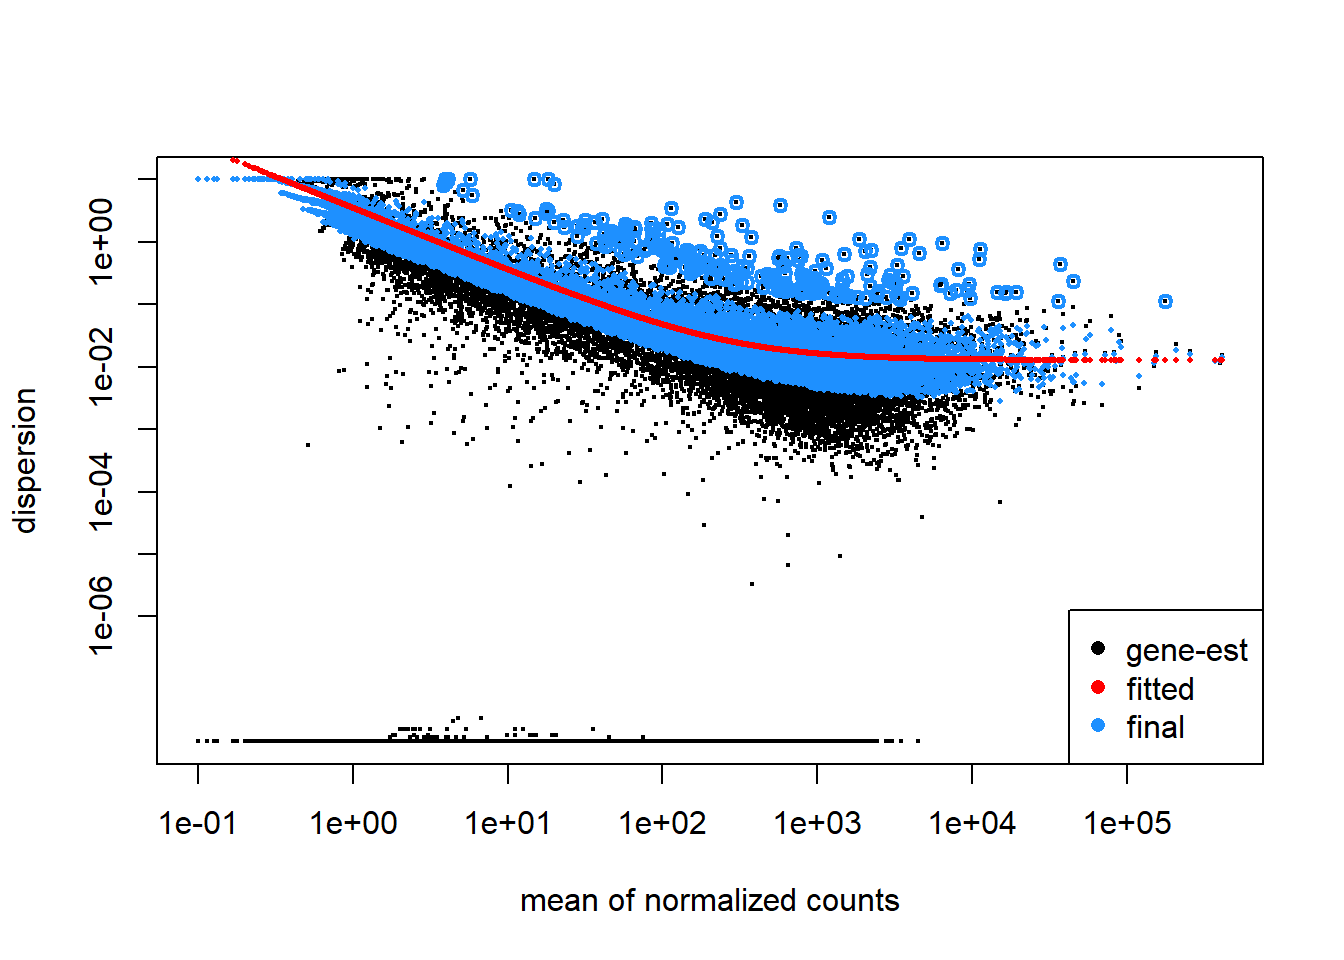 1e+00
1e-02
1e-04
1e-06
dispersion
gene-est
fitted
final
1e-01 1e+00 1e+01 1e+02 1e+03 1e+04 1e+05
mean of normalized counts